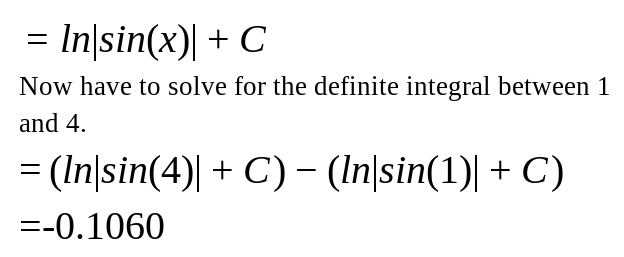 = ln|sin(x)| + C
Now have to solve for the definite integral between 1
and 4.
= (ln|sin(4)| + C) − (ln|sin(1)| + C)
=-0.1060